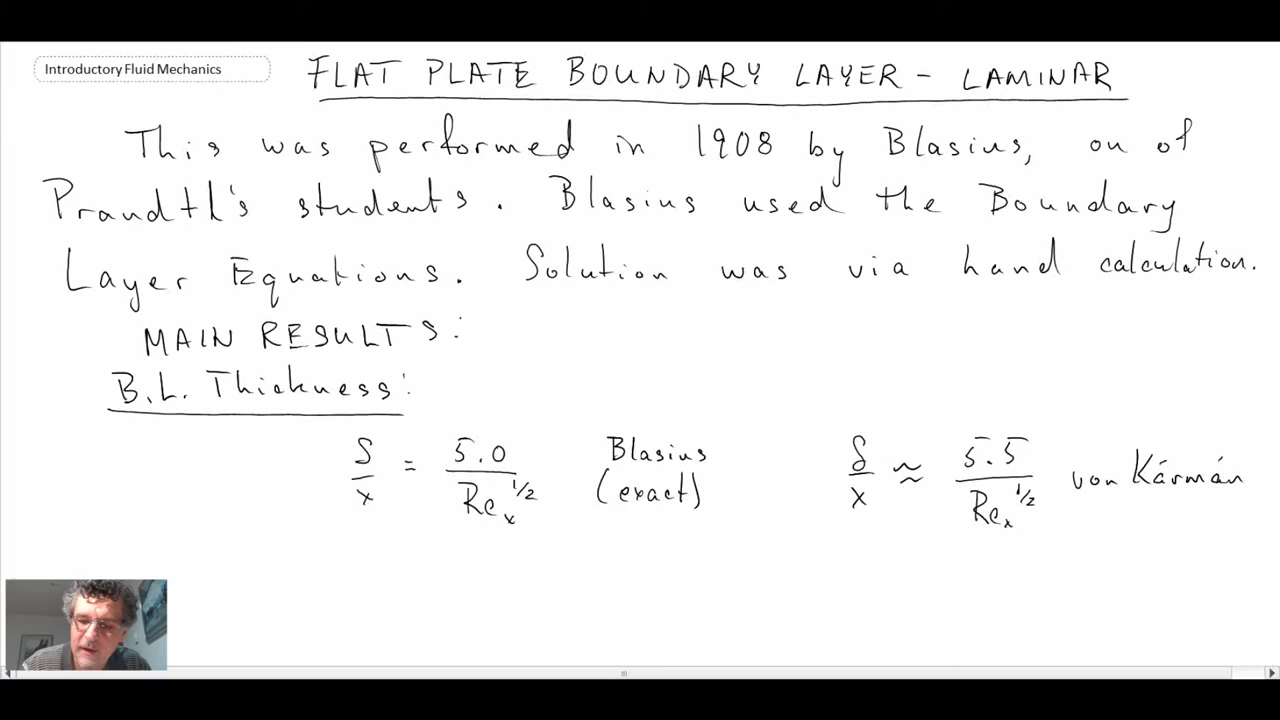 Introductory Fluid Mechanics
FLAT PLATE BOUNDARY LAYER - LAMINAR
This was performed in 1908 by Blasius, on of
Prandtl's students. Blasius used the Boundary
Layer Equations. Solution was via hand calculation.
MAIN RESULTS:
B.L. Thickness:
δ/x = 5.0/Reₓ^1/2 Blasius (exact) δ/x ≈ 5.5/Reₓ^1/2 von Kármán